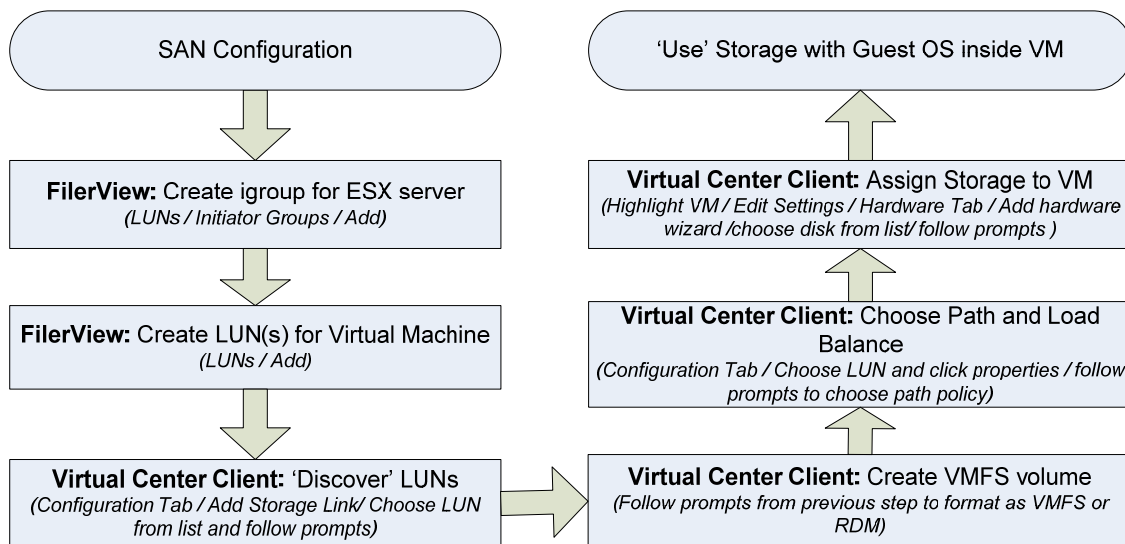 SAN Configuration
FilerView: Create igroup for ESX server
(LUNs / Initiator Groups / Add)
FilerView: Create LUN(s) for Virtual Machine
(LUNs / Add)
Virtual Center Client: ‘Discover’ LUNs
(Configuration Tab / Add Storage Link/ Choose LUN
from list and follow prompts)
Virtual Center Client: Create VMFS volume
(Follow prompts from previous step to format as VMFS or
RDM)
Virtual Center Client: Choose Path and Load
Balance
(Configuration Tab / Choose LUN and click properties / follow
prompts to choose path policy)
Virtual Center Client: Assign Storage to VM
(Highlight VM / Edit Settings / Hardware Tab / Add hardware
wizard /choose disk from list/ follow prompts )
‘Use’ Storage with Guest OS inside VM